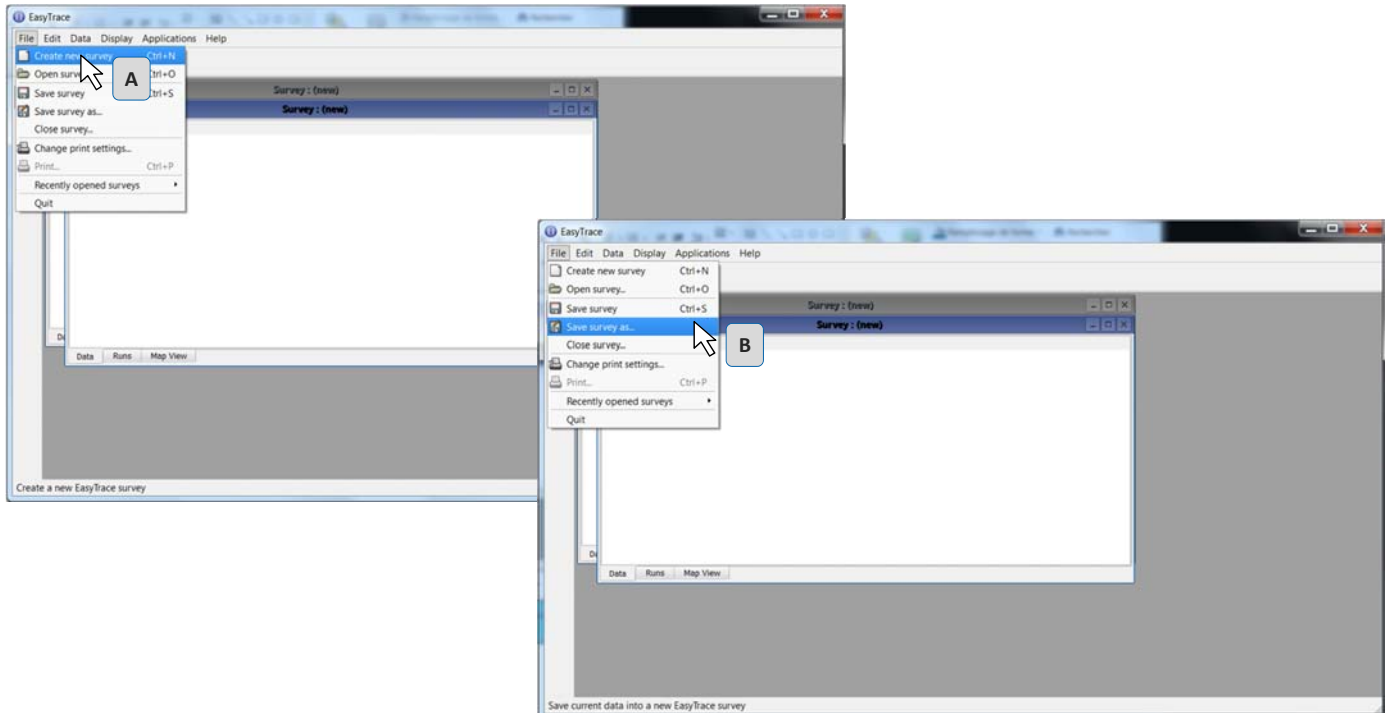 EasyTrace
File Edit Data Display Applications Help
Create new survey Ctrl+N
Open Ctrl+O
A
Save survey Ctrl+S
Save survey as...
Close survey...
Change print settings...
Print... Ctrl+P
Recently opened surveys
Quit
Survey : (new)
Survey : (new)
Data Runs Map View
Create a new EasyTrace survey
EasyTrace
File Edit Data Display Applications Help
Create new survey Ctrl+N
Open survey... Ctrl+O
Save survey Ctrl+S
Save survey as...
B
Close survey...
Change print settings...
Print... Ctrl+P
Recently opened surveys
Quit
Survey : (new)
Survey : (new)
Data Runs Map View
Save current data into a new EasyTrace survey